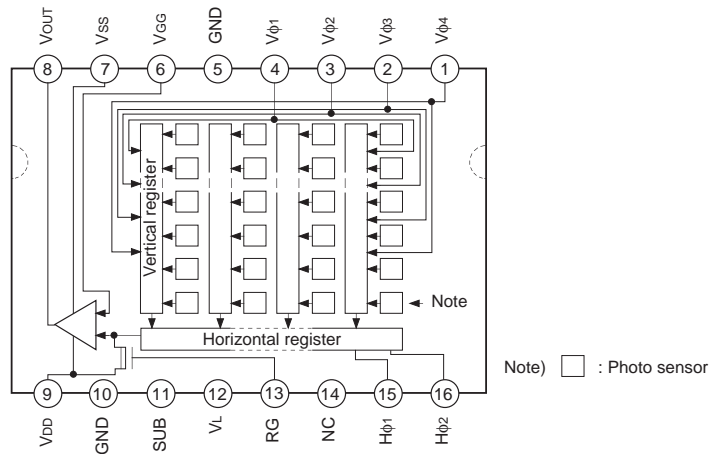 VOUT VSS VGG GND Vφ1 Vφ2 Vφ3 Vφ4
8 7 6 5 4 3 2 1
Vertical register
Note
Horizontal register
Note) : Photo sensor
9 10 11 12 13 14 15 16
VDD GND SUB VL RG NC Hφ1 Hφ2